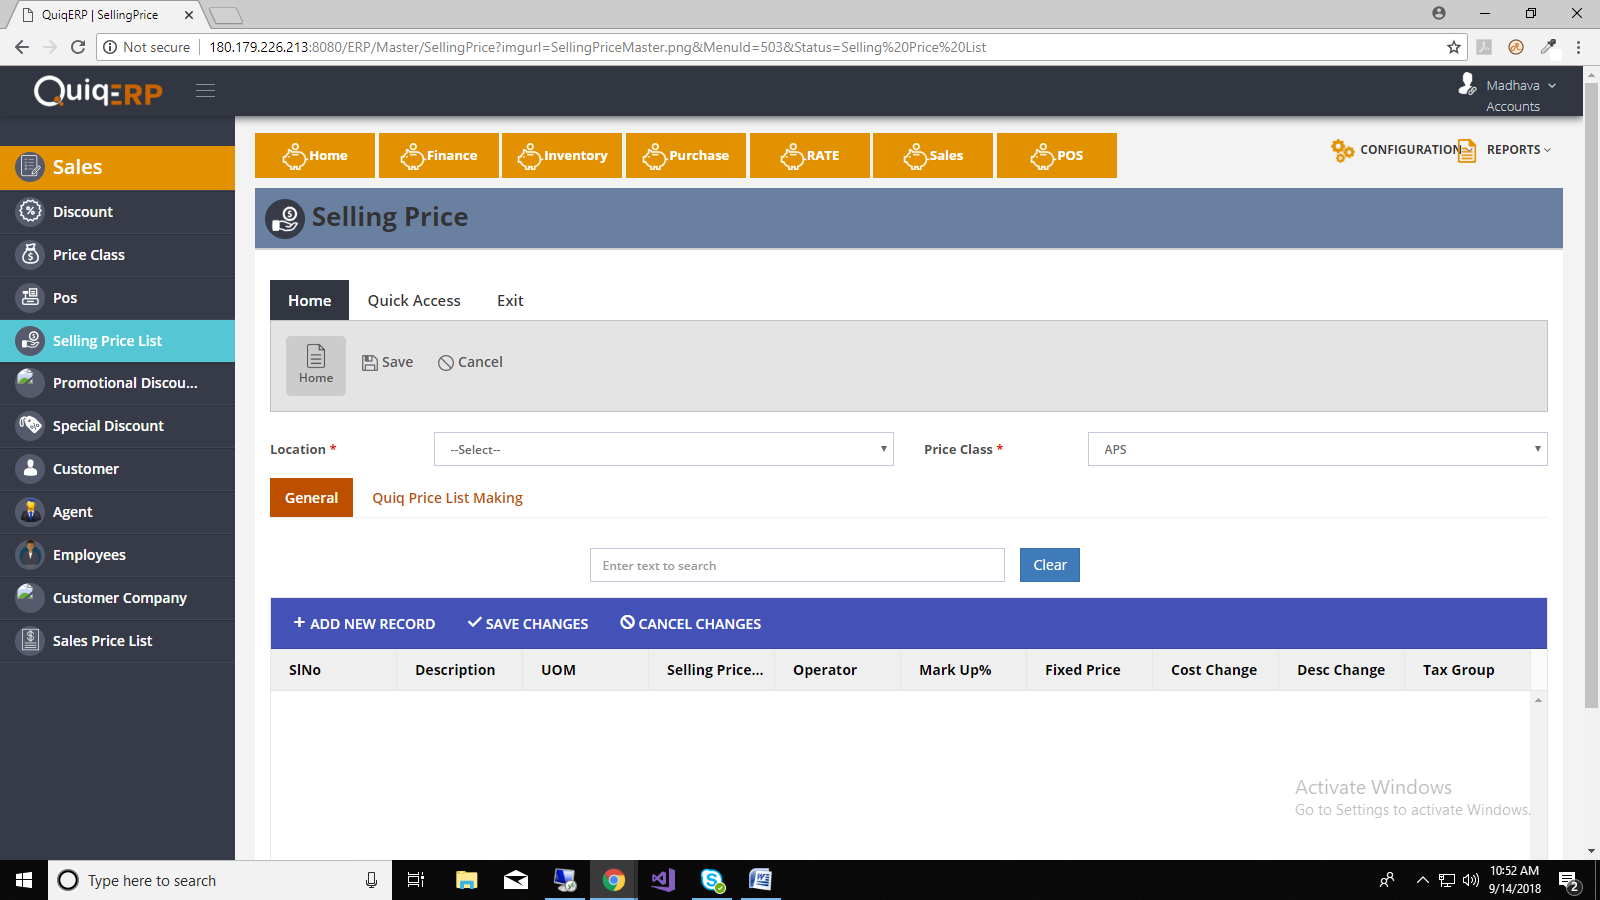 QuiqERP | SellingPrice
Not secure | 180.179.226.213:8080/ERP/Master/SellingPrice?imgurl=SellingPriceMaster.png&MenuId=503&Status=Selling%20Price%20List
QuiqERP
Madhava
Accounts
Sales
Discount
Price Class
Pos
Selling Price List
Promotional Discou...
Special Discount
Customer
Agent
Employees
Customer Company
Sales Price List
Home
Finance
Inventory
Purchase
RATE
Sales
POS
CONFIGURATION
REPORTS
Selling Price
Home Quick Access Exit
Home
Save
Cancel
Location * --Select-- Price Class * APS
General Quiq Price List Making
Enter text to search Clear
+ ADD NEW RECORD SAVE CHANGES CANCEL CHANGES
SlNo Description UOM Selling Price... Operator Mark Up% Fixed Price Cost Change Desc Change Tax Group
Activate Windows
Go to Settings to activate Windows.
Type here to search
10:52 AM
9/14/2018
2